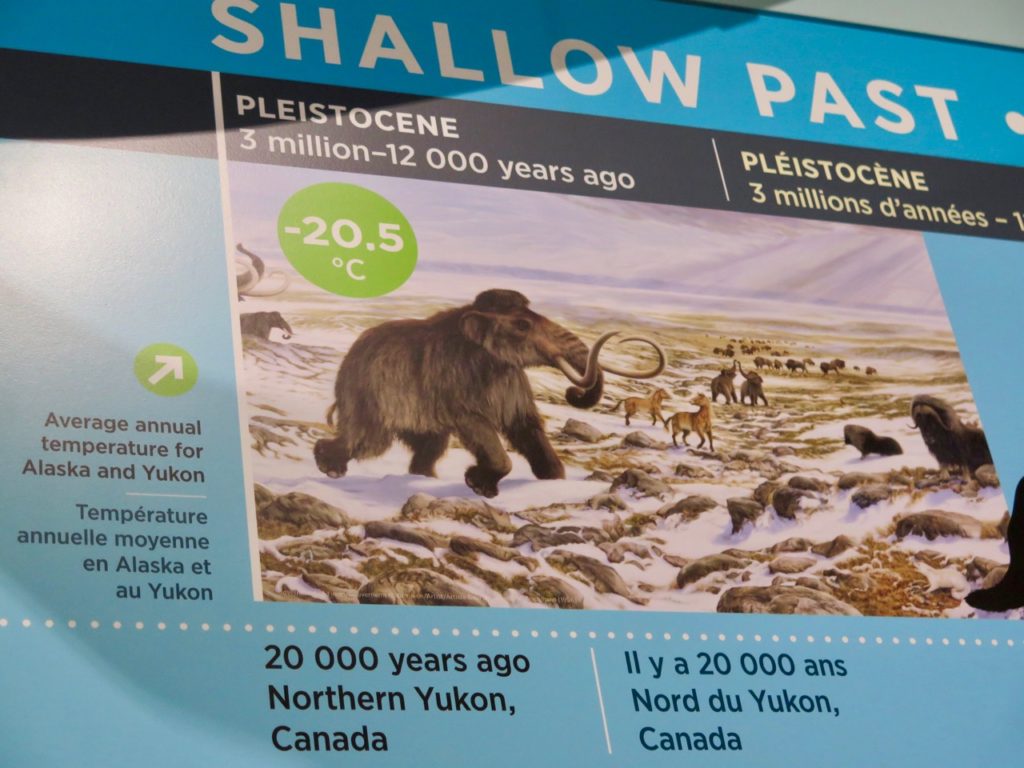 SHALLOW PAST •
PLEISTOCENE
3 million–12 000 years ago
PLÉISTOCÈNE
3 millions d'années –
-20.5
°C
Average annual
temperature for
Alaska and Yukon
Température
annuelle moyenne
en Alaska et
au Yukon
20 000 years ago
Northern Yukon,
Canada
Il y a 20 000 ans
Nord du Yukon,
Canada